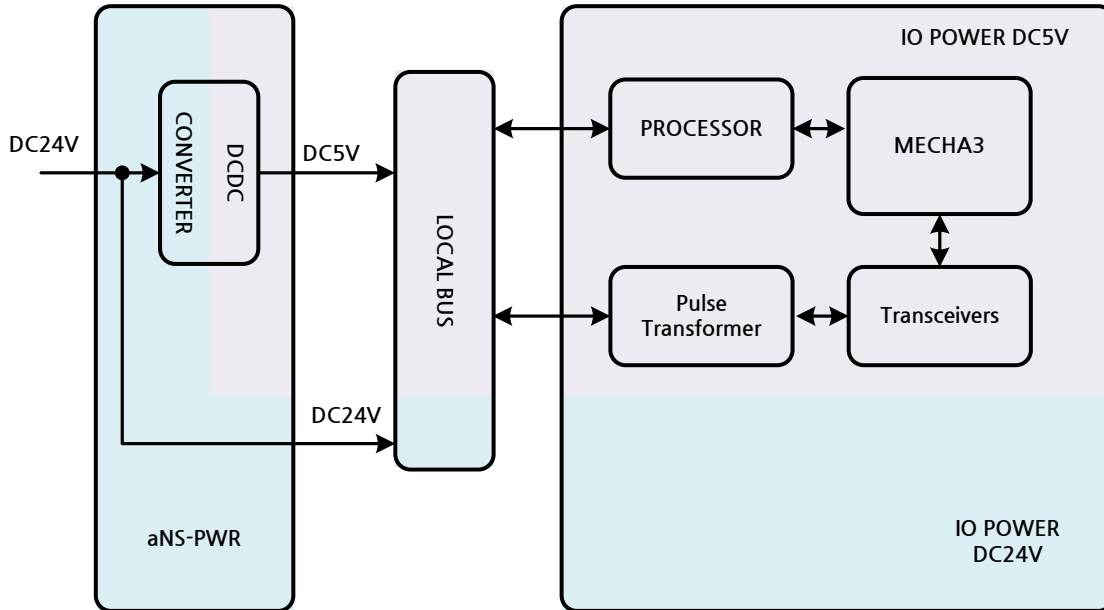 IO POWER DC5V
DC24V
CONVERTER
DCDC
DC5V
LOCAL BUS
PROCESSOR
MECHA3
Pulse
Transformer
Transceivers
DC24V
aNS-PWR
IO POWER
DC24V